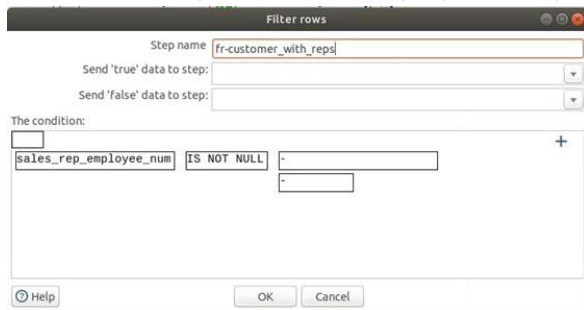 Filter rows
Step name fr-customer_with_reps
Send 'true' data to step:
Send 'false' data to step:
The condition:
+
sales_rep_employee_num IS NOT NULL -
-
Help OK Cancel